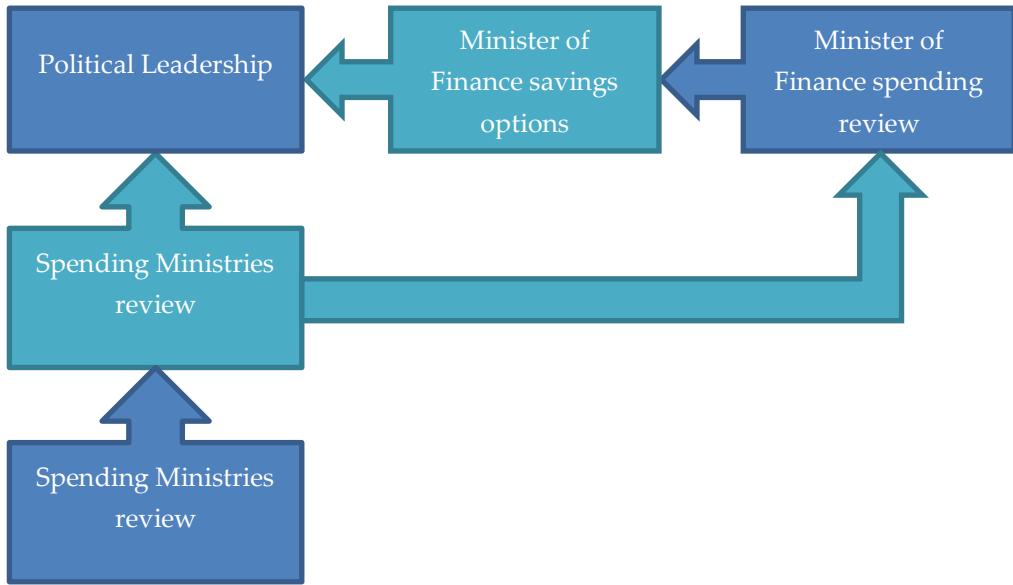 Political Leadership
Minister of
Finance savings
options
Minister of
Finance spending
review
Spending Ministries
review
Spending Ministries
review